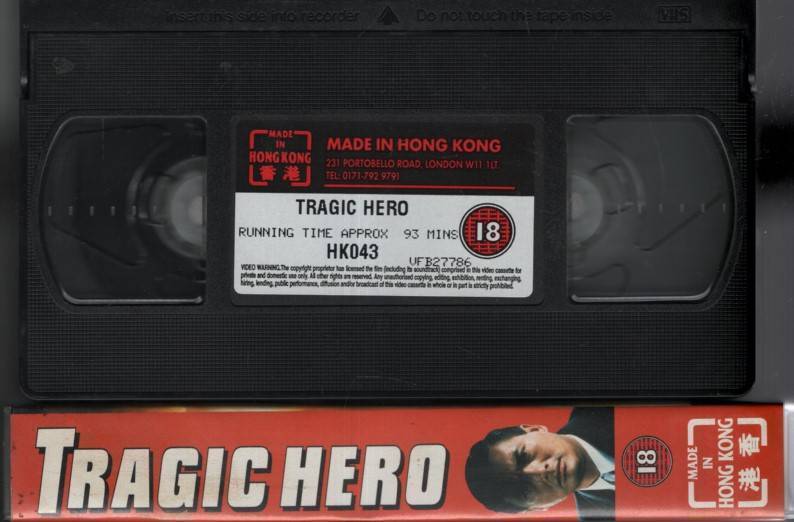 Insert this side into recorder ▲ Do not touch the tape inside VHS
MADE
IN
HONG KONG
香港
MADE IN HONG KONG
231 PORTOBELLO ROAD, LONDON W11 1LT.
TEL: 0171-792 9791
TRAGIC HERO
RUNNING TIME APPROX 93 MINS
18
HK043
VFB27786
VIDEO WARNING.The copyright proprietor has licensed the film (including its soundtrack) comprised in this video cassette for
private and domestic use only. All other rights are reserved. Any unauthorised copying, editing, exhibition, renting, exchanging,
hiring, lending, public performance, diffusion and/or broadcast of this video cassette in whole or in part is strictly prohibited.
TRAGIC HERO
18
MADE
IN
HONG KONG
香港